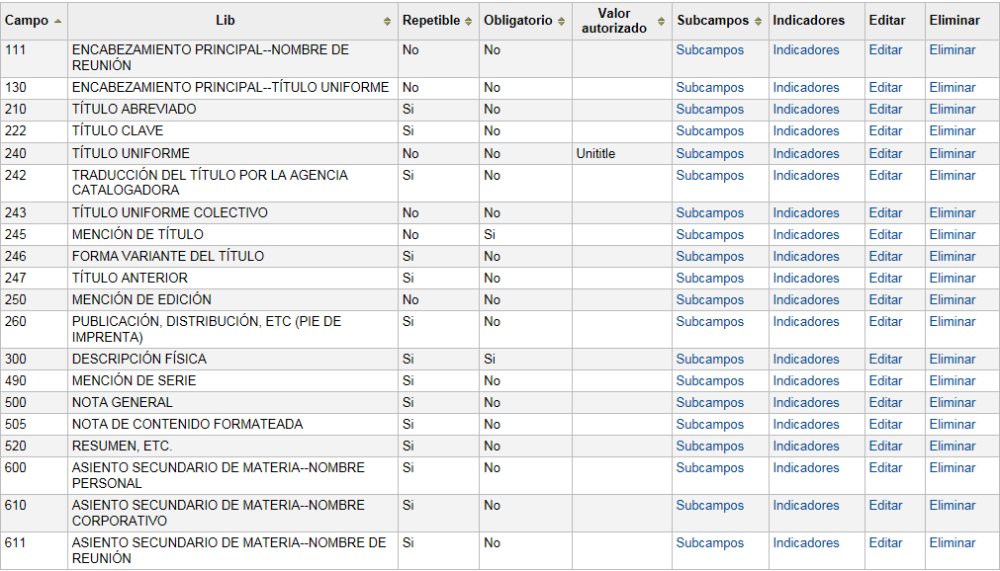 Campo Lib Repetible Obligatorio Valor autorizado Subcampos Indicadores Editar Eliminar
111 ENCABEZAMIENTO PRINCIPAL--NOMBRE DE No No Subcampos Indicadores Editar Eliminar
REUNIÓN
130 ENCABEZAMIENTO PRINCIPAL--TÍTULO UNIFORME No No Subcampos Indicadores Editar Eliminar
210 TÍTULO ABREVIADO Si No Subcampos Indicadores Editar Eliminar
222 TÍTULO CLAVE Si No Subcampos Indicadores Editar Eliminar
240 TÍTULO UNIFORME No No Unititle Subcampos Indicadores Editar Eliminar
242 TRADUCCIÓN DEL TÍTULO POR LA AGENCIA Si No Subcampos Indicadores Editar Eliminar
CATALOGADORA
243 TÍTULO UNIFORME COLECTIVO No No Subcampos Indicadores Editar Eliminar
245 MENCIÓN DE TÍTULO No Si Subcampos Indicadores Editar Eliminar
246 FORMA VARIANTE DEL TÍTULO Si No Subcampos Indicadores Editar Eliminar
247 TÍTULO ANTERIOR Si No Subcampos Indicadores Editar Eliminar
250 MENCIÓN DE EDICIÓN No No Subcampos Indicadores Editar Eliminar
260 PUBLICACIÓN, DISTRIBUCIÓN, ETC (PIE DE Si No Subcampos Indicadores Editar Eliminar
IMPRENTA)
300 DESCRIPCIÓN FÍSICA Si Si Subcampos Indicadores Editar Eliminar
490 MENCIÓN DE SERIE Si No Subcampos Indicadores Editar Eliminar
500 NOTA GENERAL Si No Subcampos Indicadores Editar Eliminar
505 NOTA DE CONTENIDO FORMATEADA Si No Subcampos Indicadores Editar Eliminar
520 RESUMEN, ETC. Si No Subcampos Indicadores Editar Eliminar
600 ASIENTO SECUNDARIO DE MATERIA--NOMBRE Si No Subcampos Indicadores Editar Eliminar
PERSONAL
610 ASIENTO SECUNDARIO DE MATERIA--NOMBRE Si No Subcampos Indicadores Editar Eliminar
CORPORATIVO
611 ASIENTO SECUNDARIO DE MATERIA--NOMBRE DE Si No Subcampos Indicadores Editar Eliminar
REUNIÓN